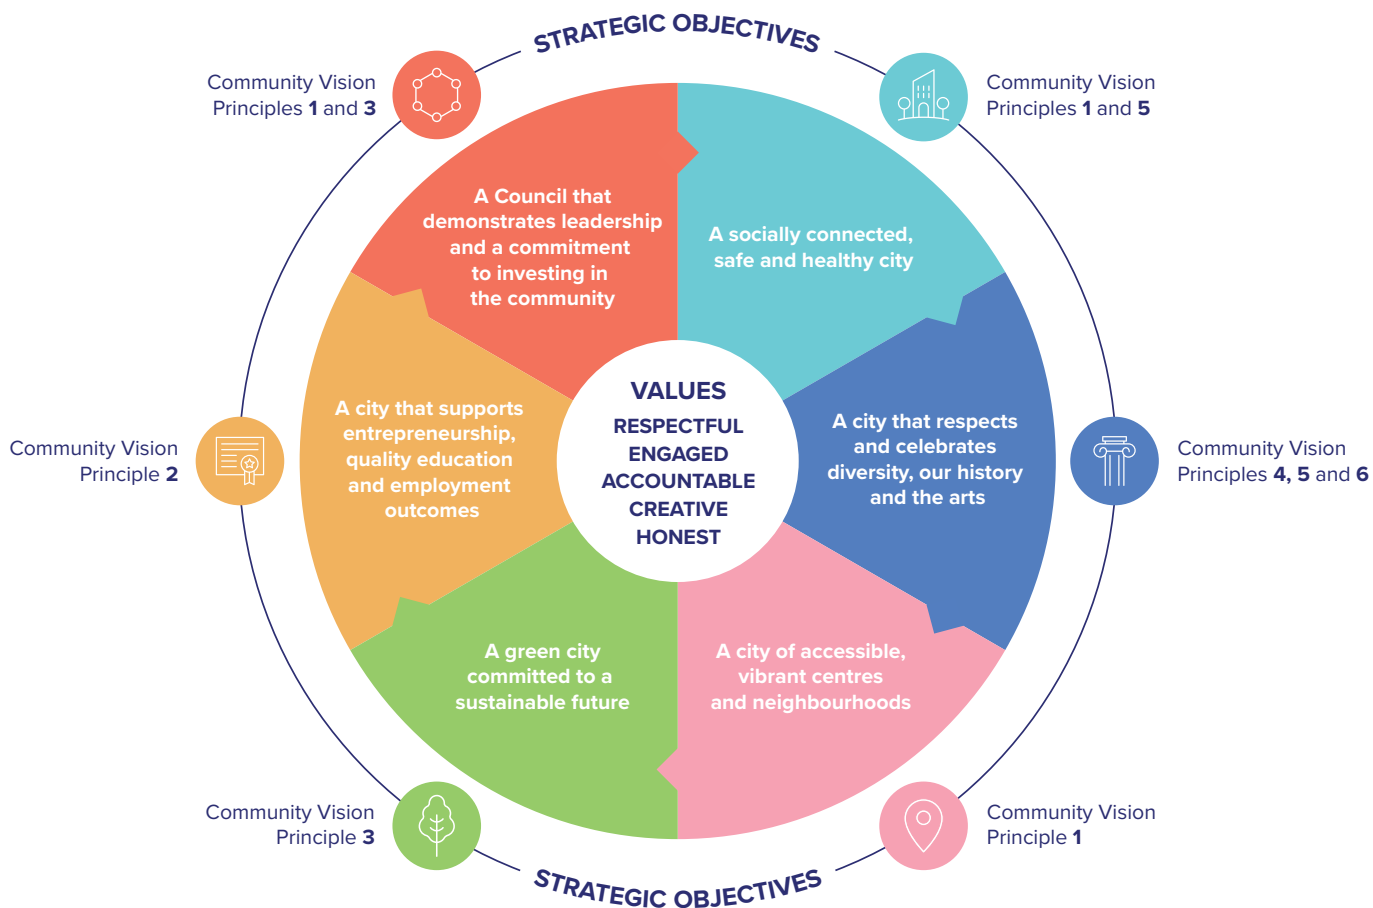 STRATEGIC OBJECTIVES
Community Vision
Principles 1 and 3
Community Vision
Principles 1 and 5
A Council that
demonstrates leadership
and a commitment
to investing in
the community
A socially connected,
safe and healthy city
Community Vision
Principle 2
A city that supports
entrepreneurship,
quality education
and employment
outcomes
VALUES
RESPECTFUL
ENGAGED
ACCOUNTABLE
CREATIVE
HONEST
A city that respects
and celebrates
diversity, our history
and the arts
Community Vision
Principles 4, 5 and 6
A green city
committed to a
sustainable future
A city of accessible,
vibrant centres
and neighbourhoods
Community Vision
Principle 3
Community Vision
Principle 1
STRATEGIC OBJECTIVES